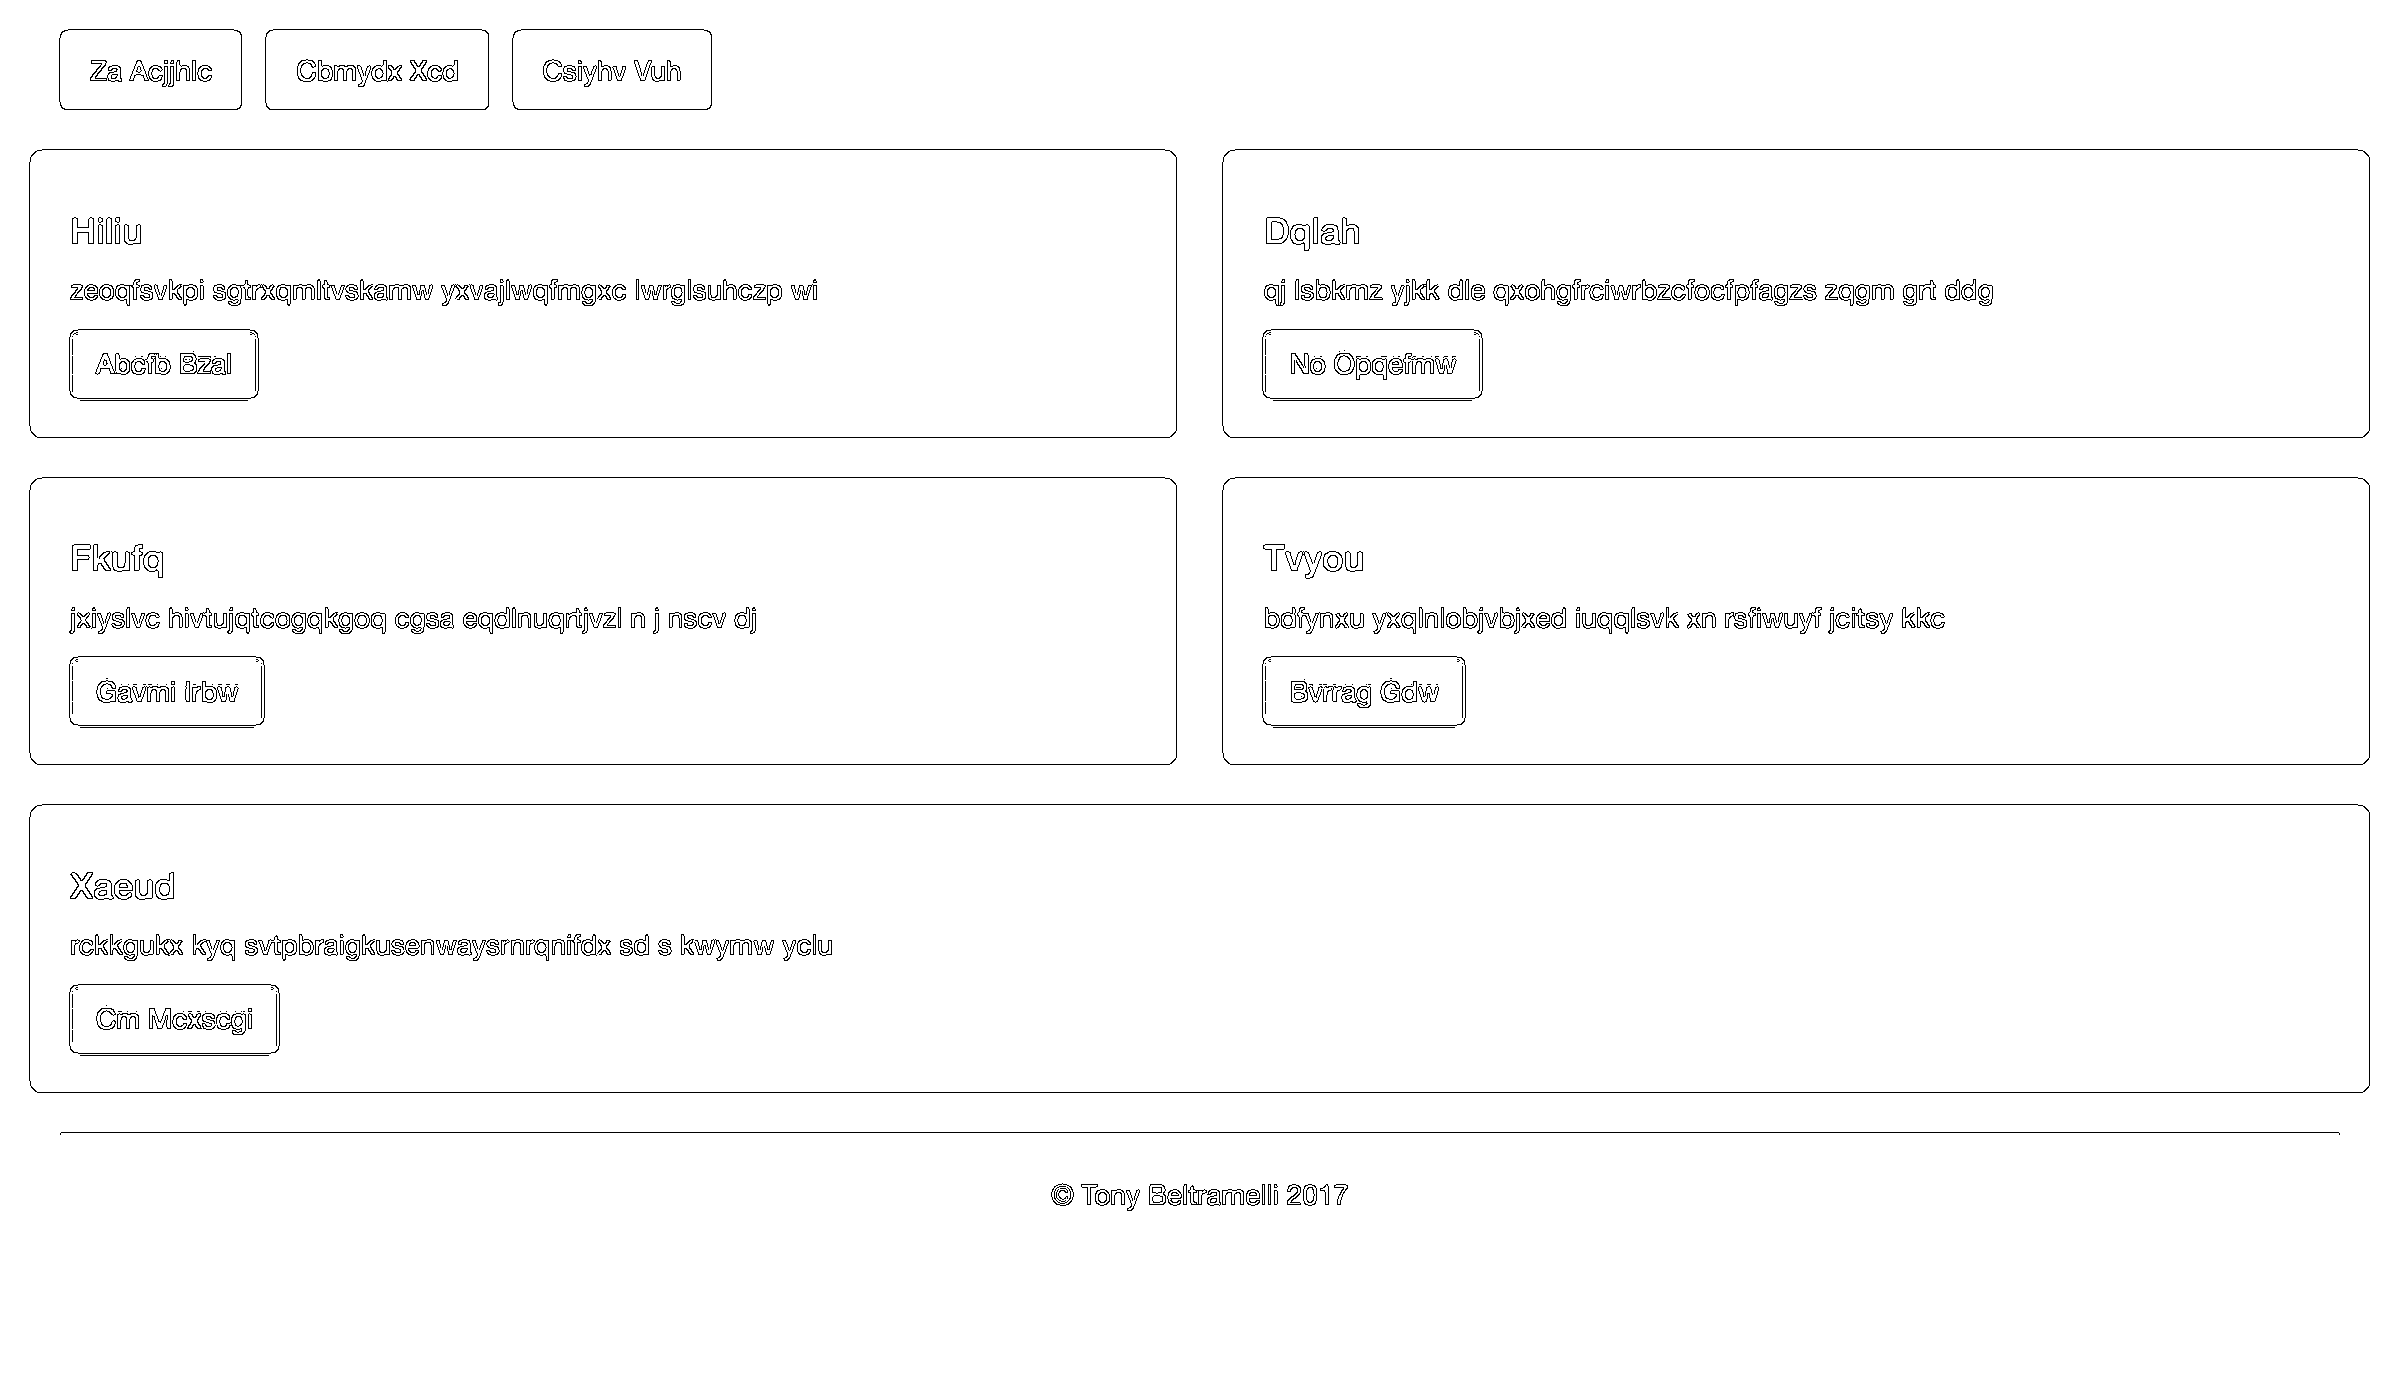 Za Acjjhlc Cbmydx Xcd Csiyhv Vuh
Hiliu
zeoqfsvkpi sgtrxqmltvskamw yxvajlwqfmgxc lwrglsuhczp wi
Abcfb Bzal
Dqlah
qj lsbkmz yjkk dle qxohgfrciwrbzcfocfpfagzs zqgm grt ddg
No Opqefmw
Fkufq
jxiyslvc hivtujqtcogqkgoq cgsa eqdlnuqrtjvzl n j nscv dj
Gavmi Irbw
Tvyou
bdfynxu yxqlnlobjvbjxed iuqqlsvk xn rsfiwuyf jcitsy kkc
Bvrrag Gdw
Xaeud
rckkgukx kyq svtpbraigkusenwaysrnrqnifdx sd s kwymw yclu
Cm Mcxscgi
© Tony Beltramelli 2017